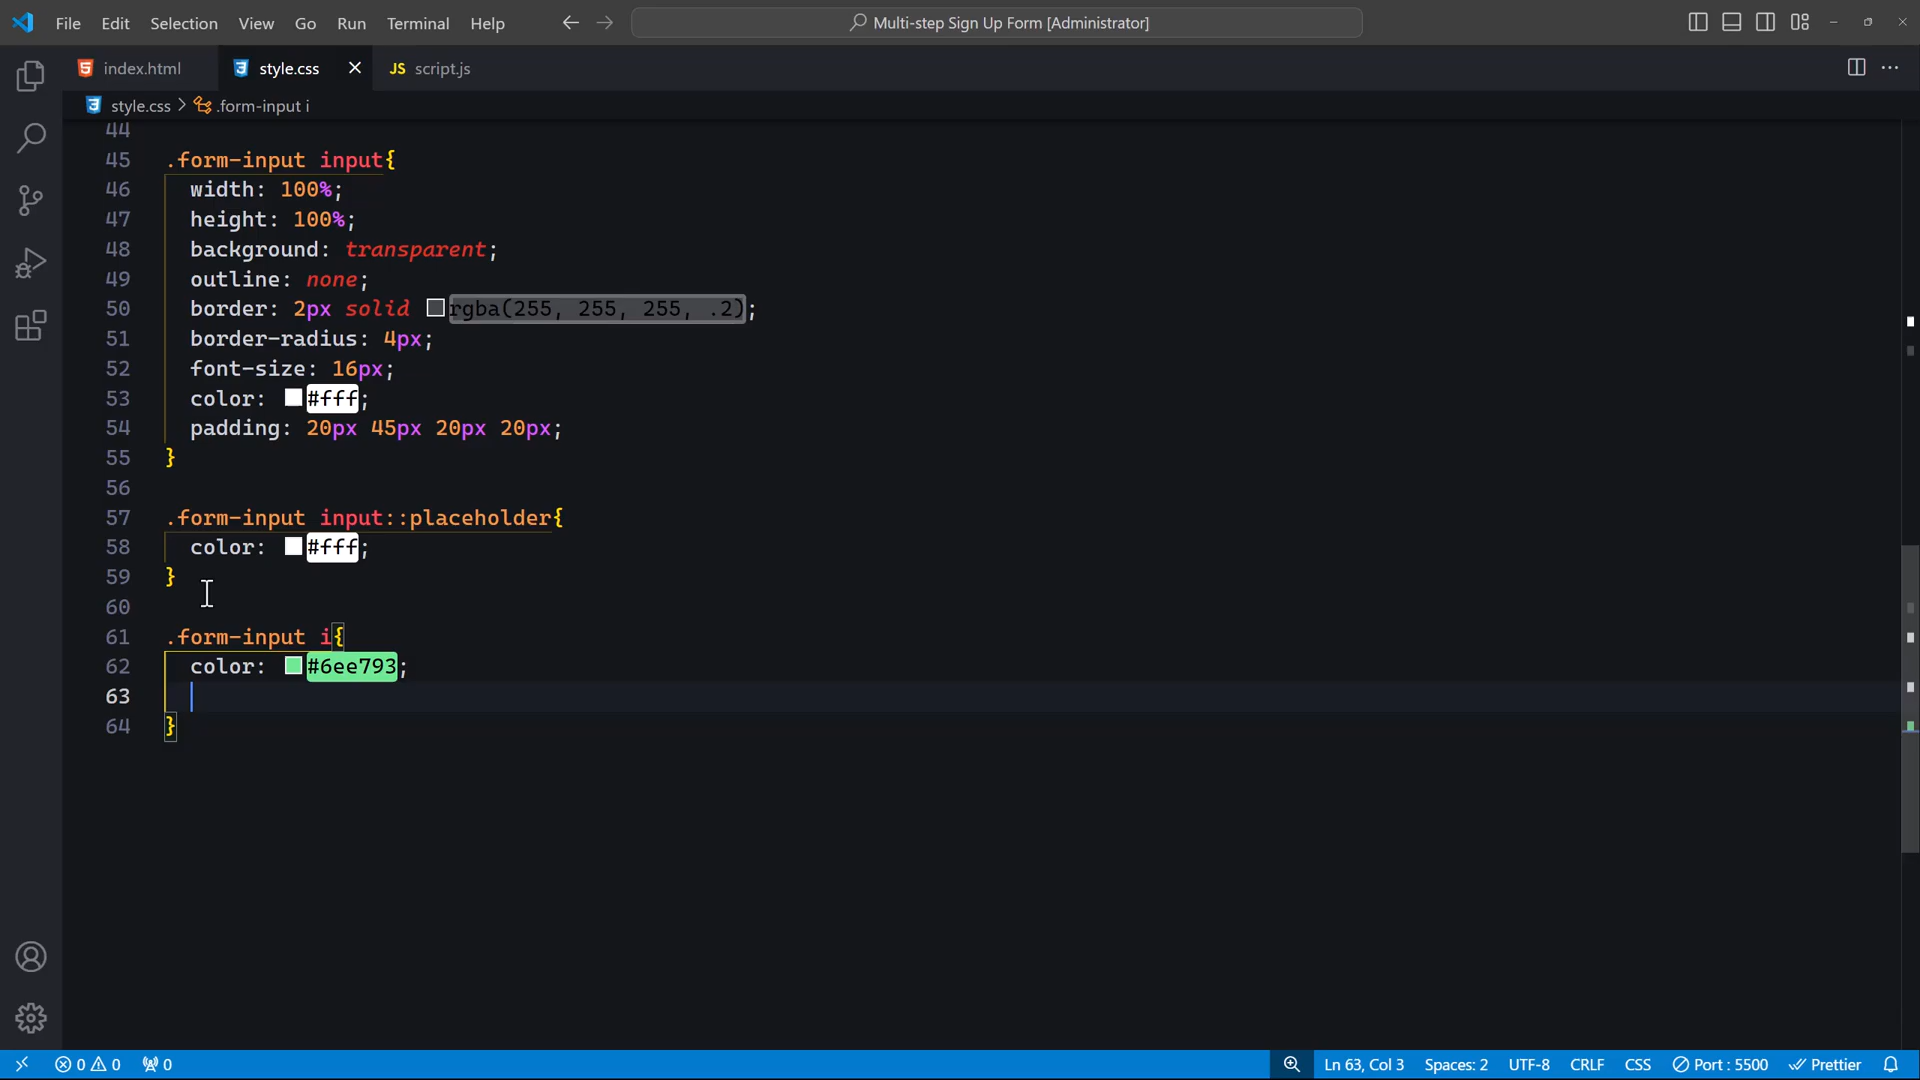 File Edit Selection View Go Run Terminal Help
Multi-step Sign Up Form [Administrator]
index.html style.css JS script.js
style.css > .form-input i
44
45 .form-input input{
46 width: 100%;
47 height: 100%;
48 background: transparent;
49 outline: none;
50 border: 2px solid rgba(255, 255, 255, .2);
51 border-radius: 4px;
52 font-size: 16px;
53 color: #fff;
54 padding: 20px 45px 20px 20px;
55 }
56
57 .form-input input::placeholder{
58 color: #fff;
59 }
60
61 .form-input i{
62 color: #6ee793;
63
64 }
0 0 0 Ln 63, Col 3 Spaces: 2 UTF-8 CRLF CSS Port : 5500 Prettier